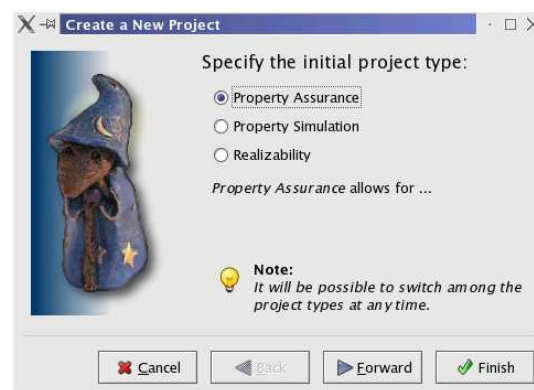 Create a New Project
Specify the initial project type:
Property Assurance
Property Simulation
Realizability
Property Assurance allows for ...
Note:
It will be possible to switch among the
project types at any time.
Cancel
Back
Forward
Finish